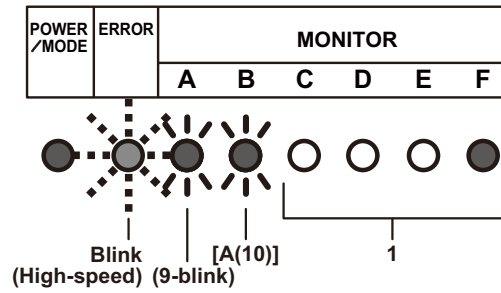 POWER
/MODE
ERROR
MONITOR
A B C D E F
Blink
(High-speed)
(9-blink)
[A(10)]
1